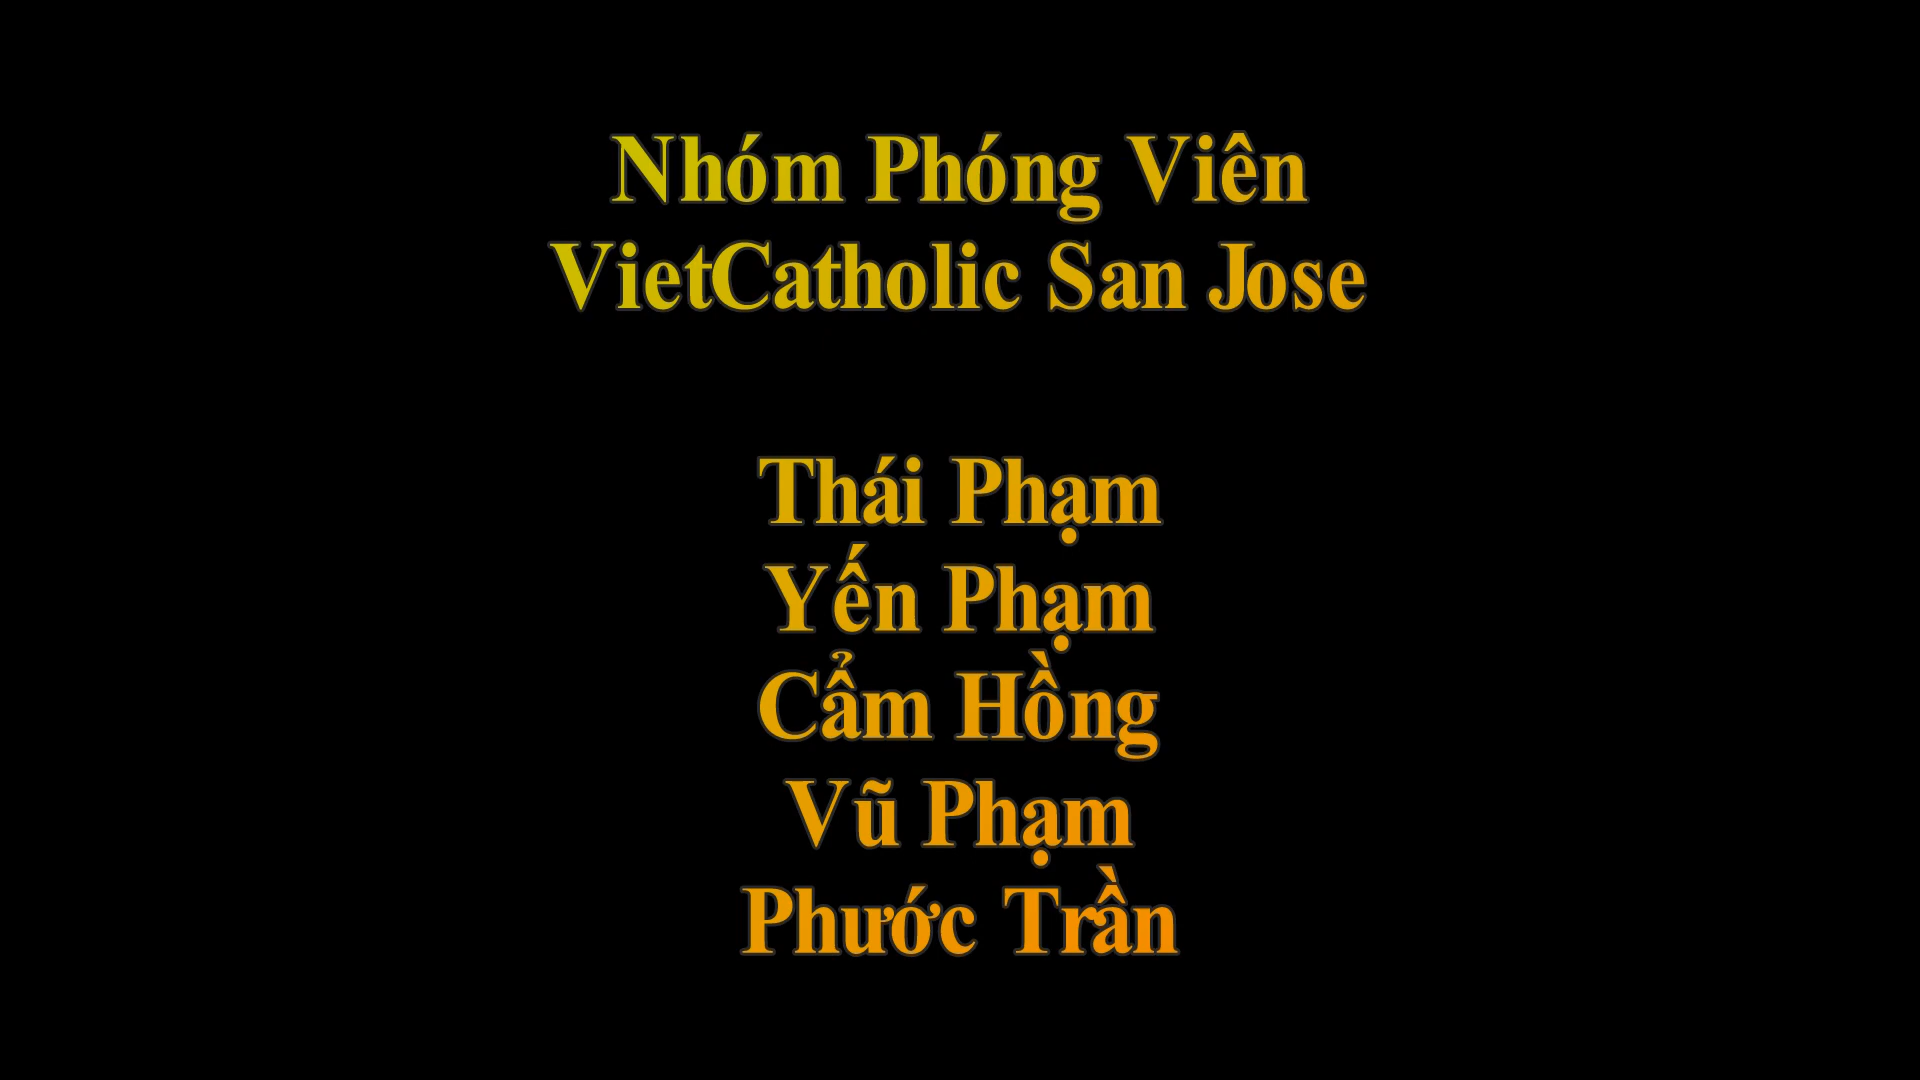 Nhóm Phóng Viên
VietCatholic San Jose
Thái Phạm
Yến Phạm
Cẩm Hồng
Vũ Phạm
Phước Trần